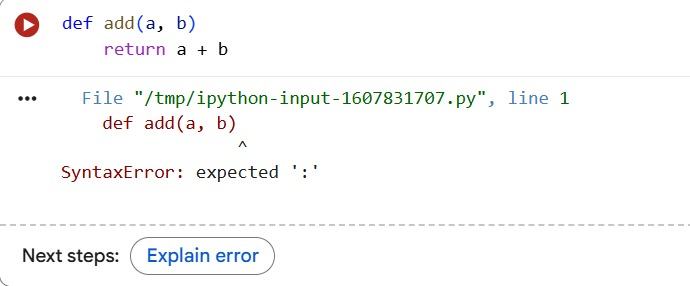 def add(a, b)
    return a + b
File "/tmp/ipython-input-1607831707.py", line 1
    def add(a, b)
                 ^
SyntaxError: expected ':'
Next steps: Explain error